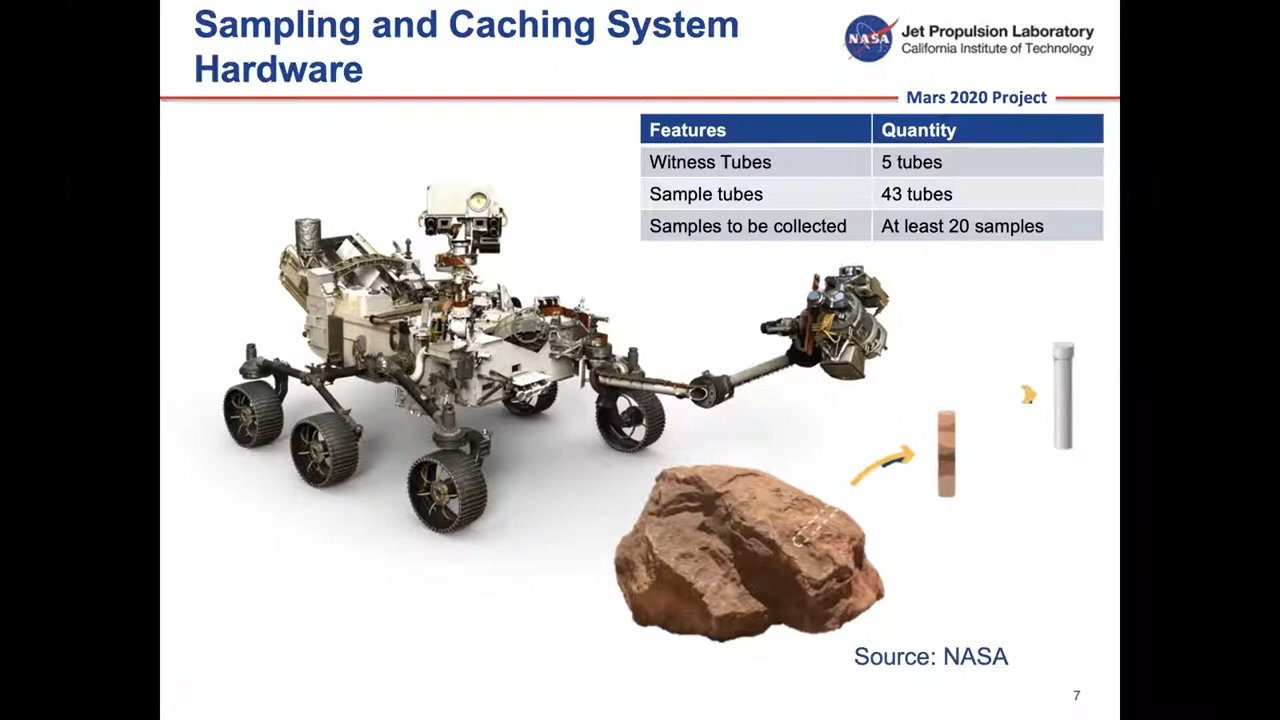 Sampling and Caching System
Hardware
NASA
Jet Propulsion Laboratory
California Institute of Technology
Mars 2020 Project
Features Quantity
Witness Tubes 5 tubes
Sample tubes 43 tubes
Samples to be collected At least 20 samples
Source: NASA
7